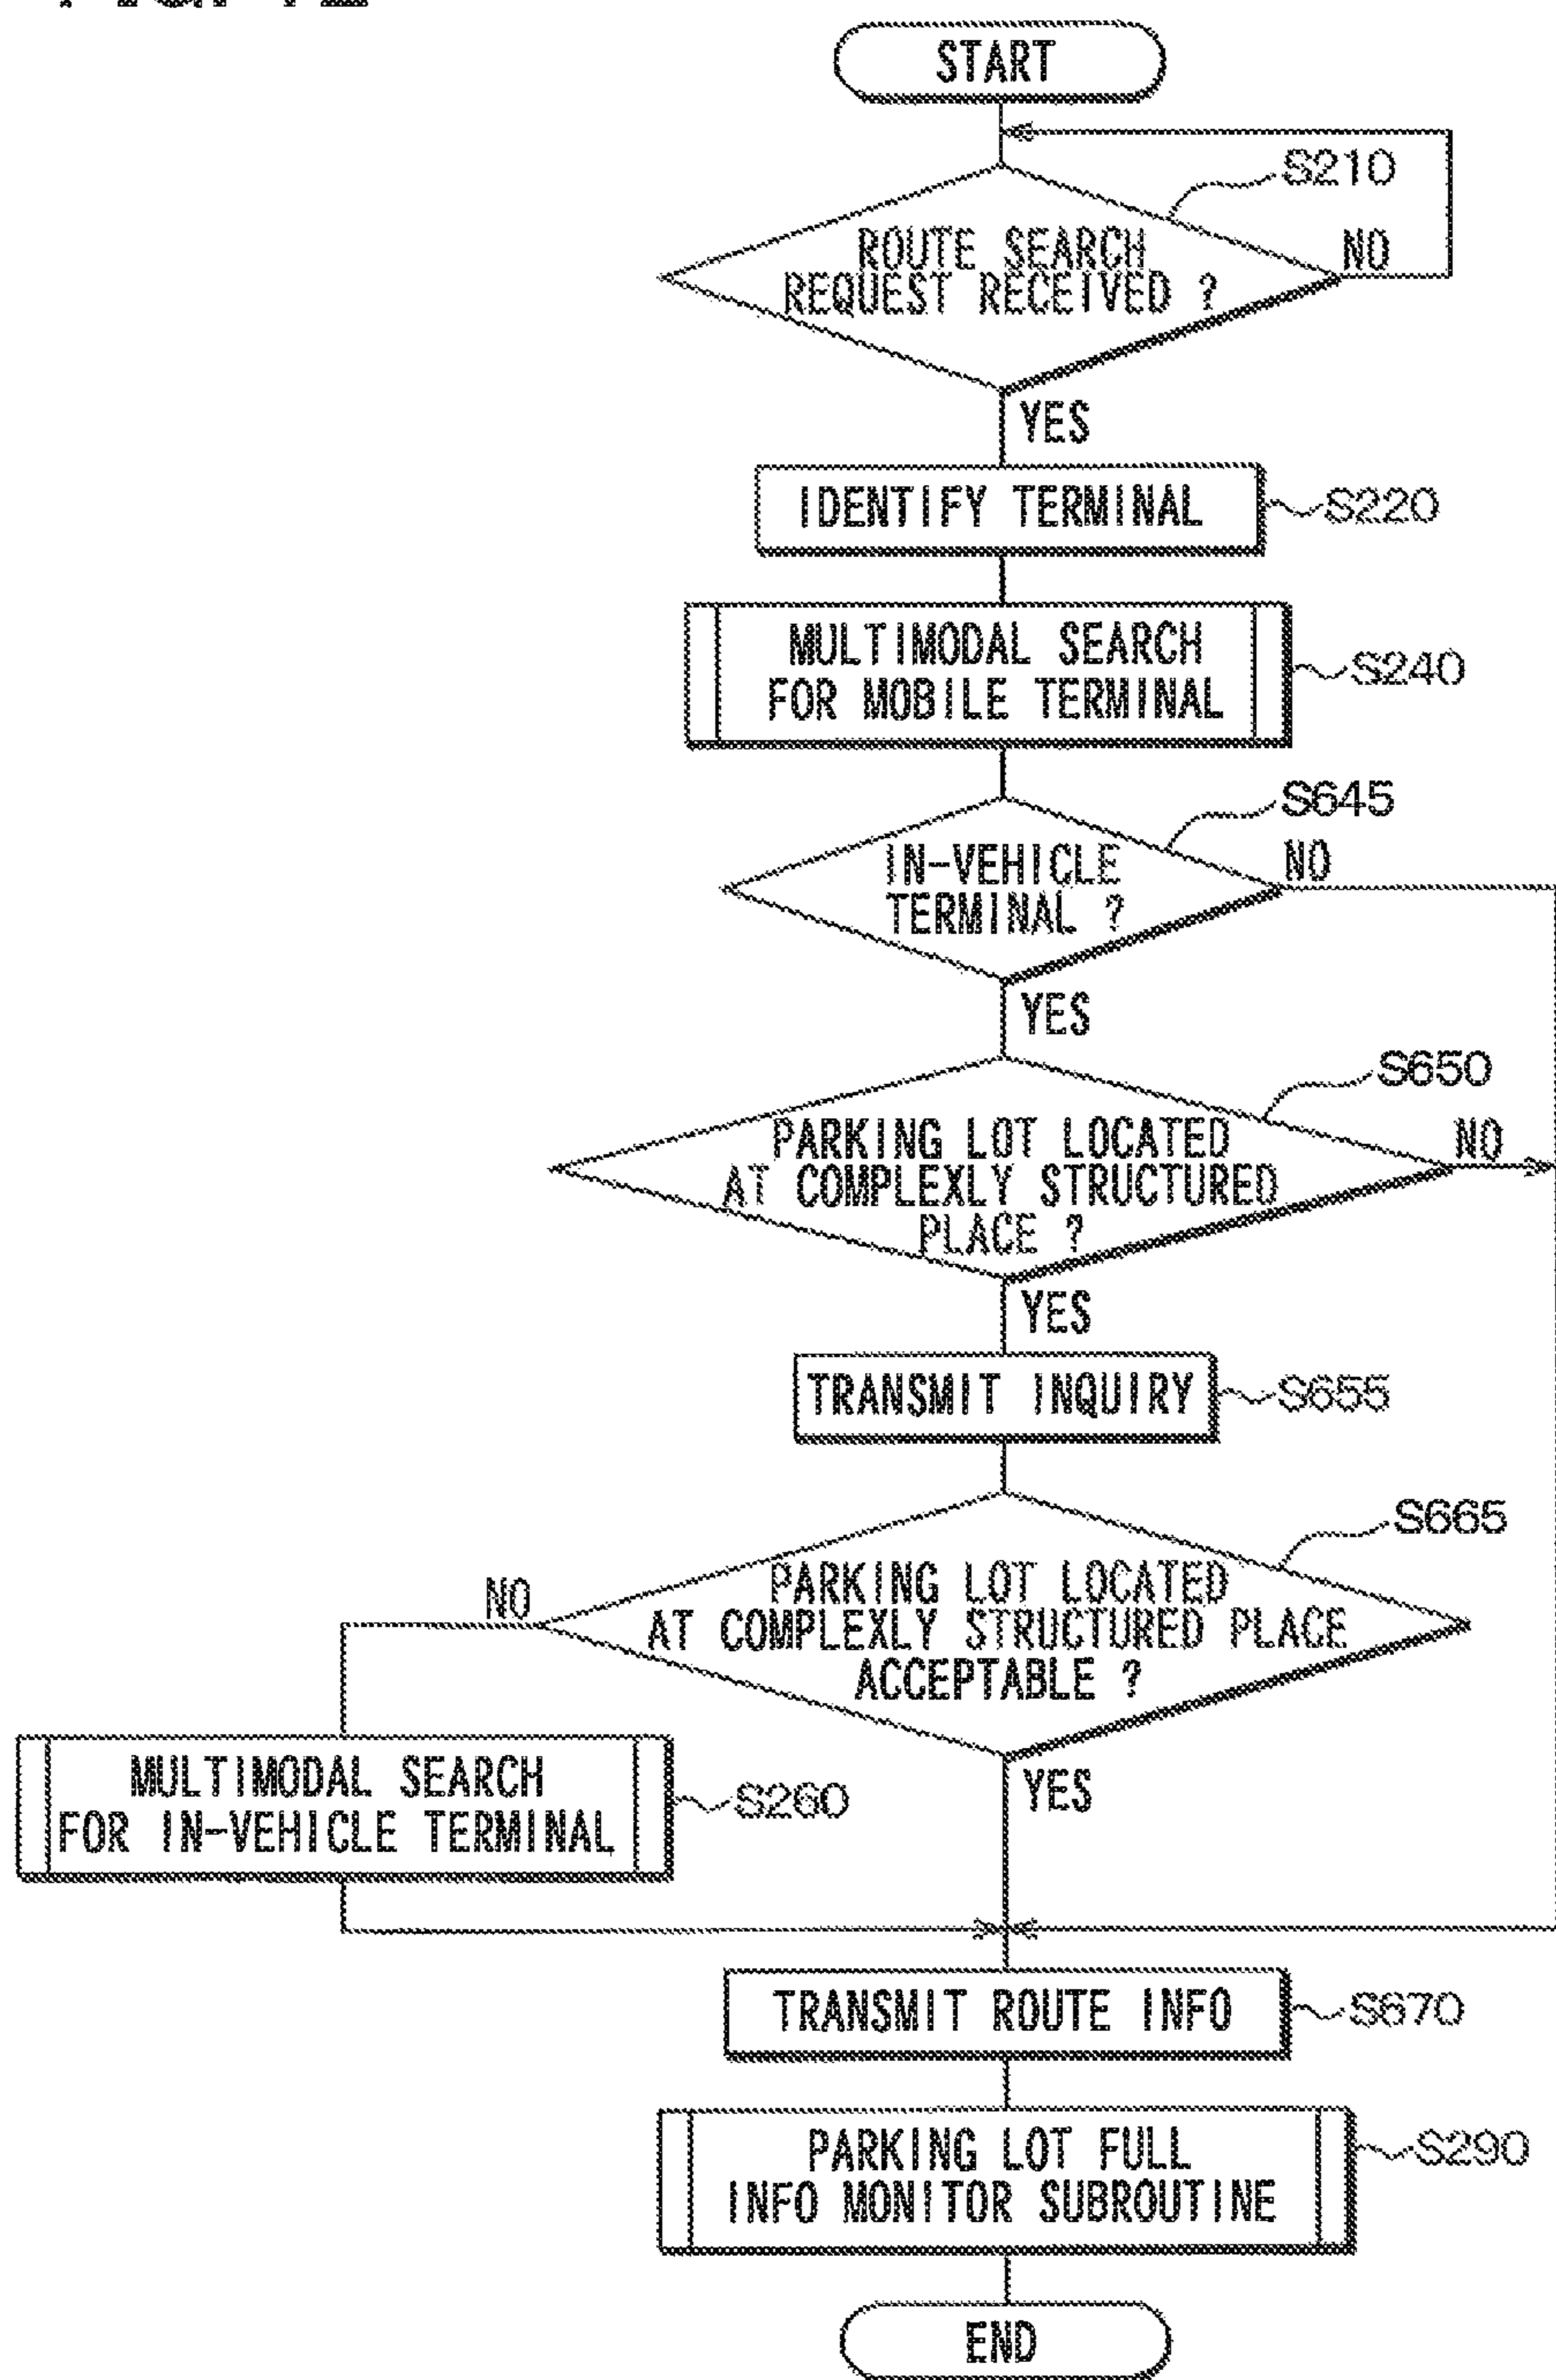 START
S210
ROUTE SEARCH
REQUEST RECEIVED ?
NO
YES
IDENTIFY TERMINAL
S220
MULTIMODAL SEARCH
FOR MOBILE TERMINAL
S240
S645
IN-VEHICLE
TERMINAL ?
NO
YES
S650
PARKING LOT LOCATED
AT COMPLEXLY STRUCTURED
PLACE ?
NO
YES
TRANSMIT INQUIRY
S655
S665
PARKING LOT LOCATED
AT COMPLEXLY STRUCTURED PLACE
ACCEPTABLE ?
NO
YES
MULTIMODAL SEARCH
FOR IN-VEHICLE TERMINAL
S260
TRANSMIT ROUTE INFO
S670
PARKING LOT FULL
INFO MONITOR SUBROUTINE
S290
END